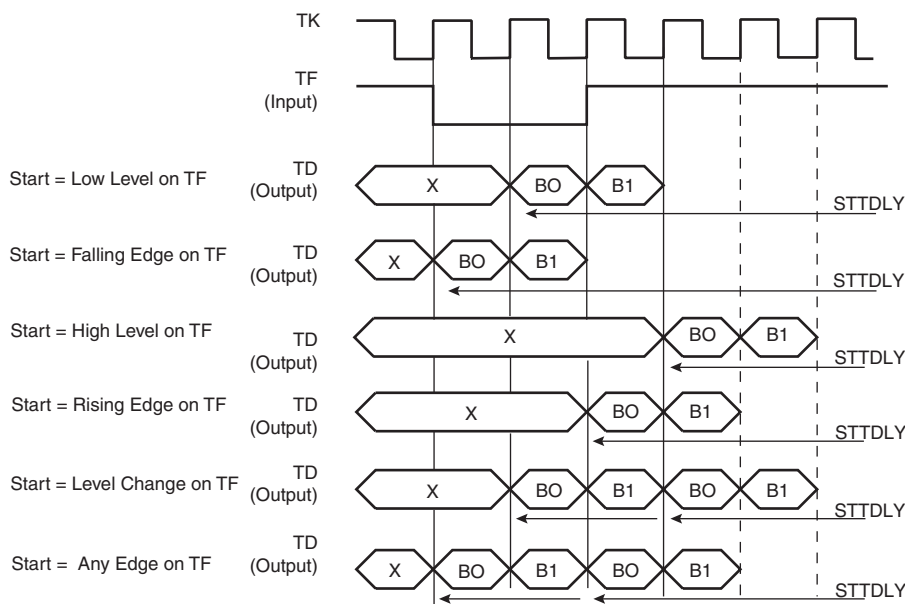 TK
TF
(Input)
Start = Low Level on TF
TD
(Output)
X
BO
B1
STTDLY
Start = Falling Edge on TF
TD
(Output)
X
BO
B1
STTDLY
Start = High Level on TF
TD
(Output)
X
BO
B1
STTDLY
Start = Rising Edge on TF
TD
(Output)
X
BO
B1
STTDLY
Start = Level Change on TF
TD
(Output)
X
BO
B1
BO
B1
STTDLY
Start = Any Edge on TF
TD
(Output)
X
BO
B1
BO
B1
STTDLY